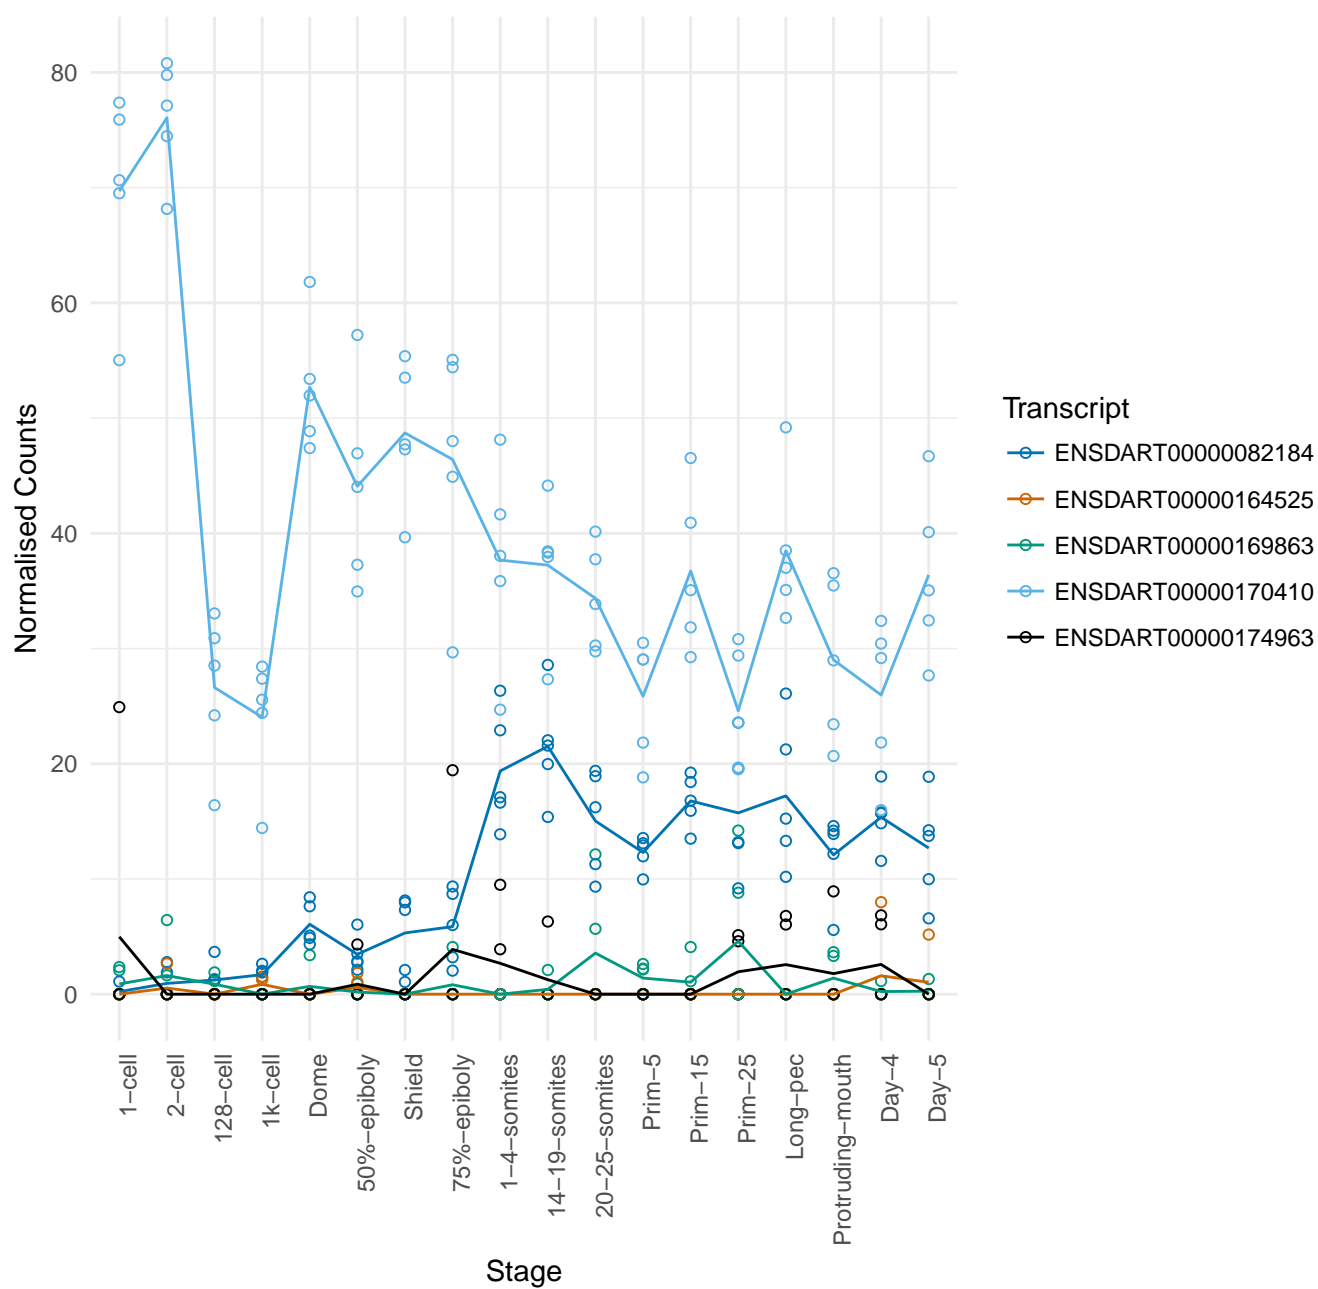 80
60
40
20
0
Normalised Counts
1−cell
2−cell
128−cell
1k−cell
Dome
50%−epiboly
Shield
75%−epiboly
1−4−somites
14−19−somites
20−25−somites
Prim−5
Prim−15
Prim−25
Long−pec
Protruding−mouth
Day−4
Day−5
Stage
Transcript
ENSDART00000082184
ENSDART00000164525
ENSDART00000169863
ENSDART00000170410
ENSDART00000174963